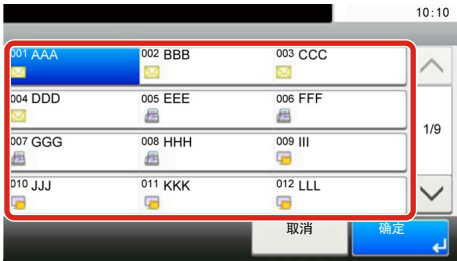 10:10
001 AAA 002 BBB 003 CCC
004 DDD 005 EEE 006 FFF
1/9
007 GGG 008 HHH 009 III
010 JJJ 011 KKK 012 LLL
取消 确定